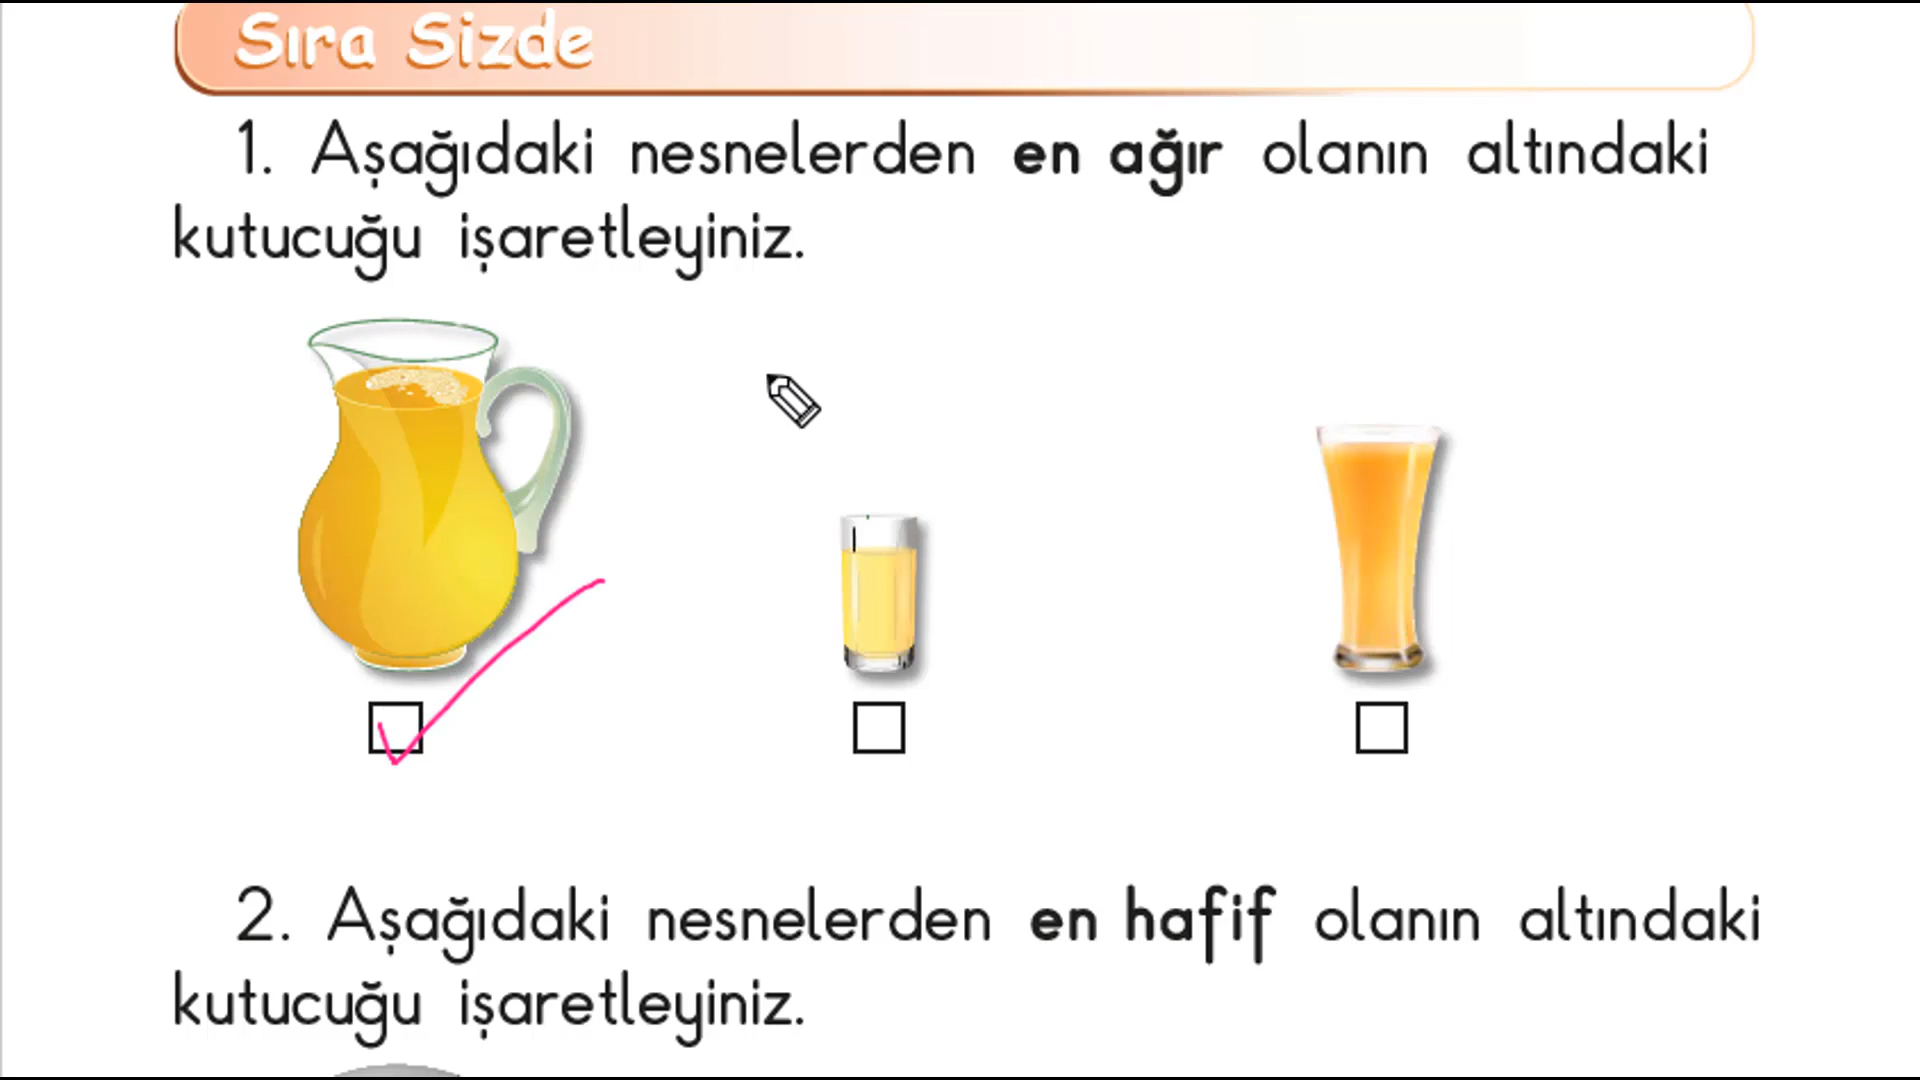 Sıra Sizde
1. Aşağıdaki nesnelerden en ağır olanın altındaki
kutucuğu işaretleyiniz.
2. Aşağıdaki nesnelerden en hafif olanın altındaki
kutucuğu işaretleyiniz.